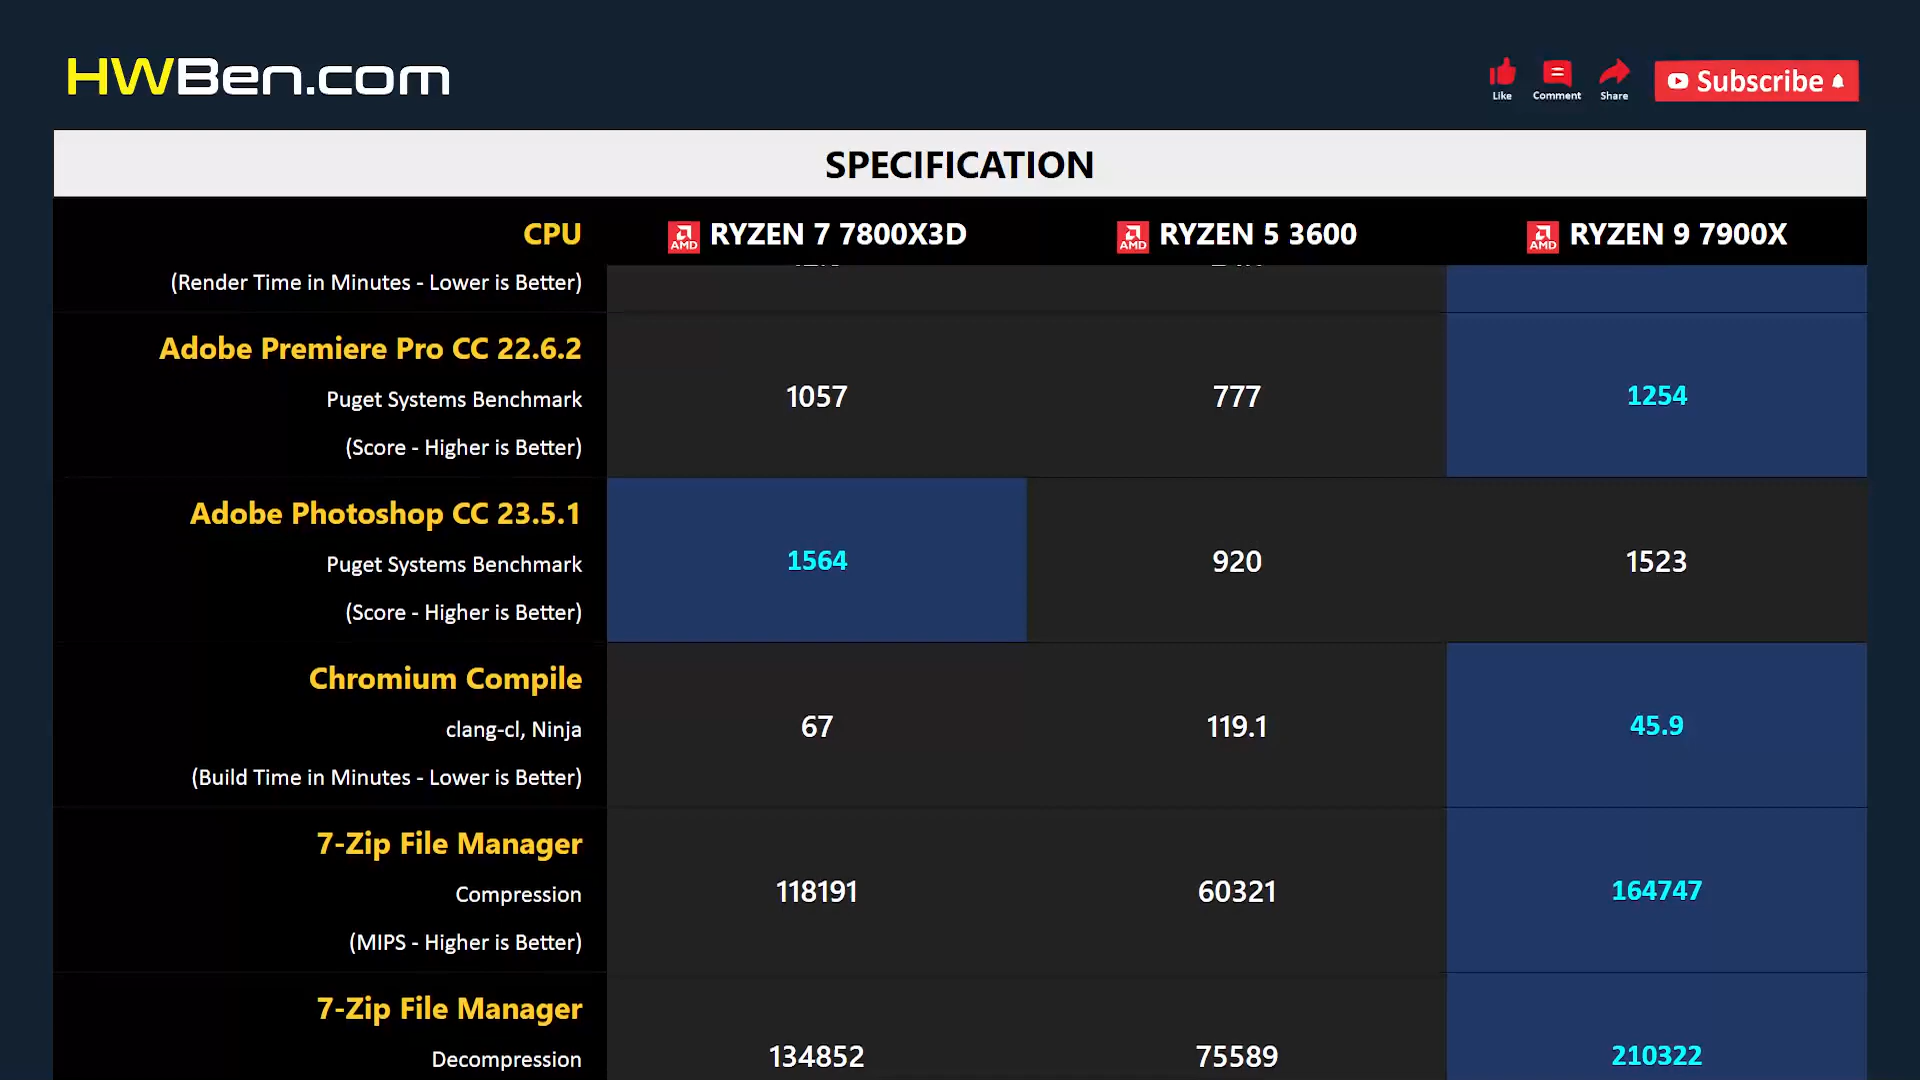 HWBen.com
Like
Comment
Share
Subscribe
SPECIFICATION
CPU
AMD RYZEN 7 7800X3D
AMD RYZEN 5 3600
AMD RYZEN 9 7900X
(Render Time in Minutes - Lower is Better)
Adobe Premiere Pro CC 22.6.2
Puget Systems Benchmark
(Score - Higher is Better)
1057
777
1254
Adobe Photoshop CC 23.5.1
Puget Systems Benchmark
(Score - Higher is Better)
1564
920
1523
Chromium Compile
clang-cl, Ninja
(Build Time in Minutes - Lower is Better)
67
119.1
45.9
7-Zip File Manager
Compression
(MIPS - Higher is Better)
118191
60321
164747
7-Zip File Manager
Decompression
134852
75589
210322